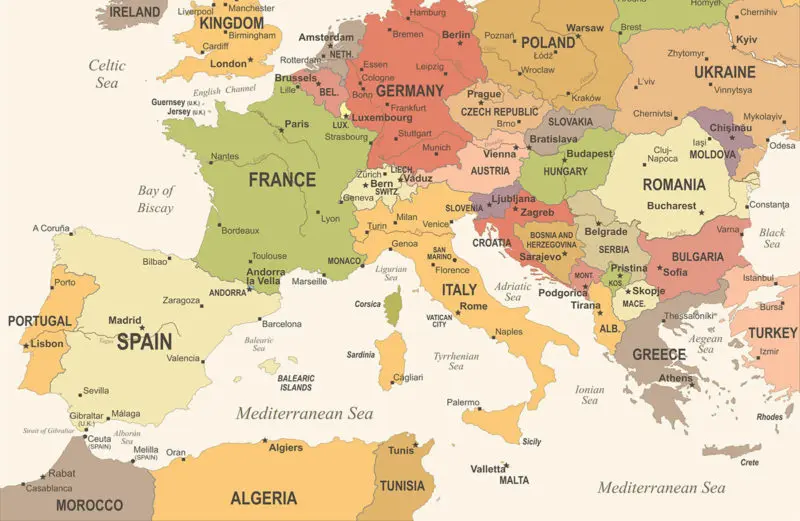 IRELAND
Liverpool
Manchester
KINGDOM
Birmingham
Cardiff
London
Celtic
Sea
English Channel
Guernsey (U.K.)
Jersey (U.K.)
Amsterdam
Rotterdam
NETH.
Brussels
Lille
BEL.
LUX.
Luxembourg
Hamburg
Bremen
Berlin
Essen
Cologne
Leipzig
Bonn
GERMANY
Frankfurt
Stuttgart
Munich
Poznań
Warsaw
POLAND
Łódź
Wroclaw
Kraków
Brest
Homyel'
Chernihiv
Kyiv
Zhytomyr
UKRAINE
L'viv
Vinnytsya
Chernivtsi
Mykolayiv
Odesa
Prague
CZECH REPUBLIC
Brno
SLOVAKIA
Bratislava
Vienna
AUSTRIA
Budapest
HUNGARY
Chişinău
MOLDOVA
Iaşi
Cluj-
Napoca
ROMANIA
Bucharest
Danube
Constanţa
Black
Sea
Paris
Strasbourg
Nantes
FRANCE
Lyon
Bordeaux
Toulouse
Marseille
MONACO
Bay of
Biscay
Zürich
LIECH.
Vaduz
Bern
SWITZ.
Geneva
Ljubljana
SLOVENIA
Zagreb
CROATIA
BOSNIA AND
HERZEGOVINA
Sarajevo
Belgrade
SERBIA
MONT.
Podgorica
Pristina
KOS.
Skopje
MACE.
Tirana
ALB.
Varna
BULGARIA
Sofia
Milan
Turin
Venice
Genoa
SAN
MARINO
Florence
ITALY
Rome
VATICAN
CITY
Naples
Ligurian
Sea
Adriatic
Sea
Corsica
Sardinia
Cágliari
Tyrrhenian
Sea
Palermo
Sicily
Ionian
Sea
Valletta
MALTA
A Coruña
Bilbao
Andorra
la Vella
ANDORRA
Zaragoza
Barcelona
Madrid
SPAIN
Tagus
Valencia
Balearic
Sea
BALEARIC
ISLANDS
Sevilla
Málaga
Gibraltar
(U.K.)
Strait of Gibraltar
Alborán
Sea
Ceuta
(SPAIN)
Melilla
(SPAIN)
Porto
PORTUGAL
Lisbon
Mediterranean Sea
Oran
Algiers
ALGERIA
Tunis
TUNISIA
Rabat
Casablanca
MOROCCO
Thessaloniki
GREECE
Athens
Aegean
Sea
Istanbul
Bursa
TURKEY
Izmir
Rhodes
Crete
Mediterranean Sea